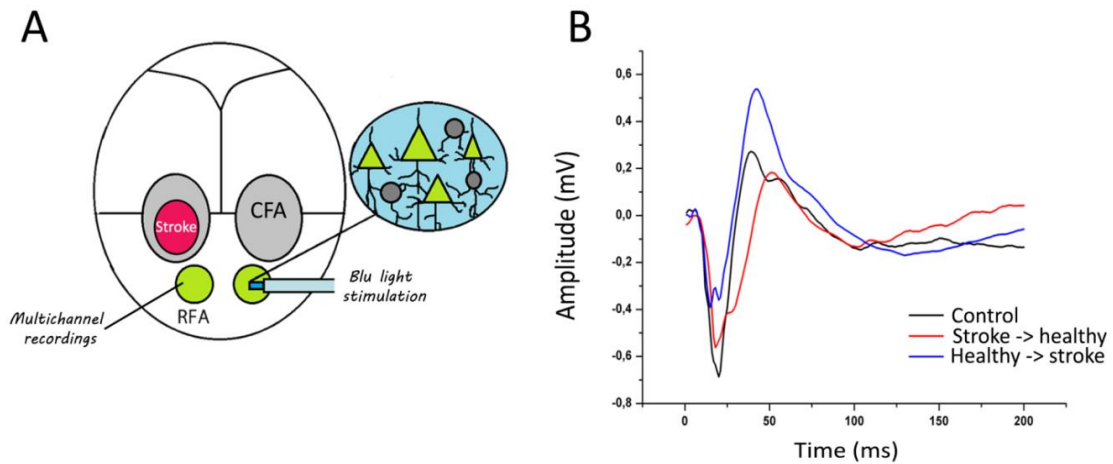 A
CFA
Stroke
Blu light
stimulation
RFA
Multichannel
recordings
B
Amplitude (mV)
0,6
0,4
0,2
0,0
-0,2
-0,4
-0,6
-0,8
Control
Stroke -> healthy
Healthy -> stroke
0
50
100
150
200
Time (ms)